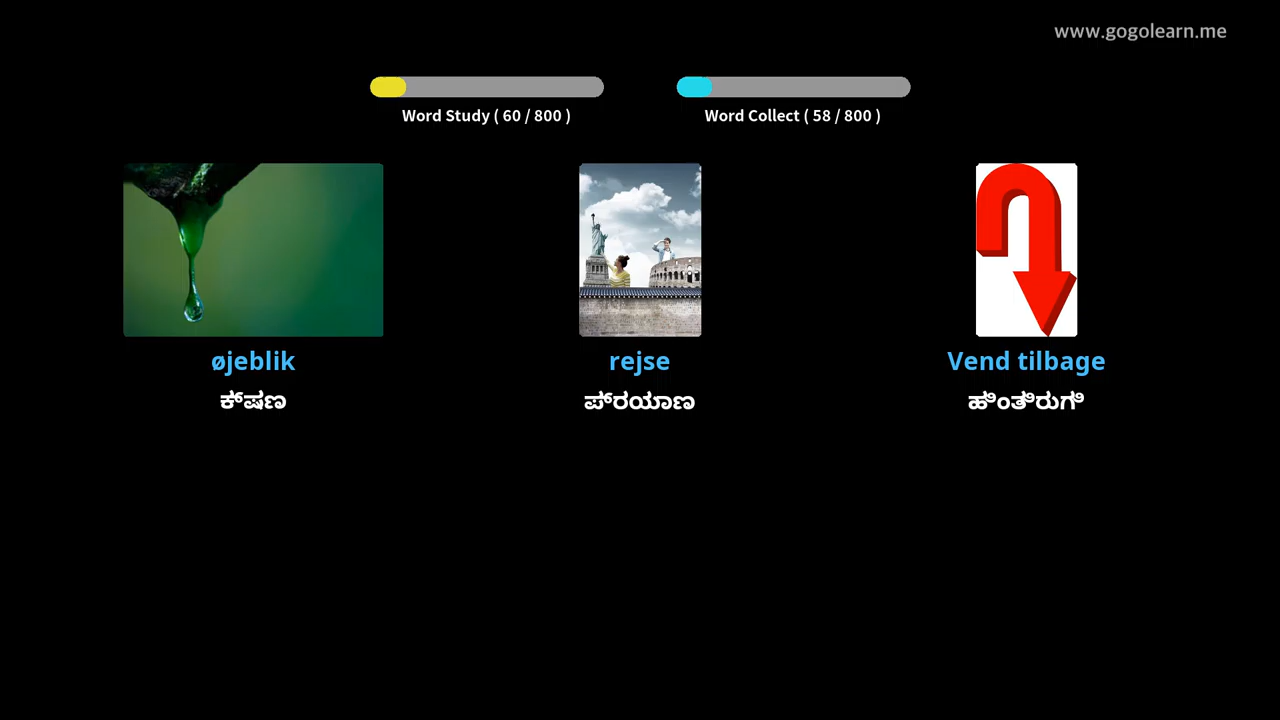 www.gogolearn.me
Word Study ( 60 / 800 )
Word Collect ( 58 / 800 )
øjeblik
rejse
Vend tilbage
ಕ್ಷಣ
ಪ್ರಯಾಣ
ಹಿಂತಿರುಗಿ